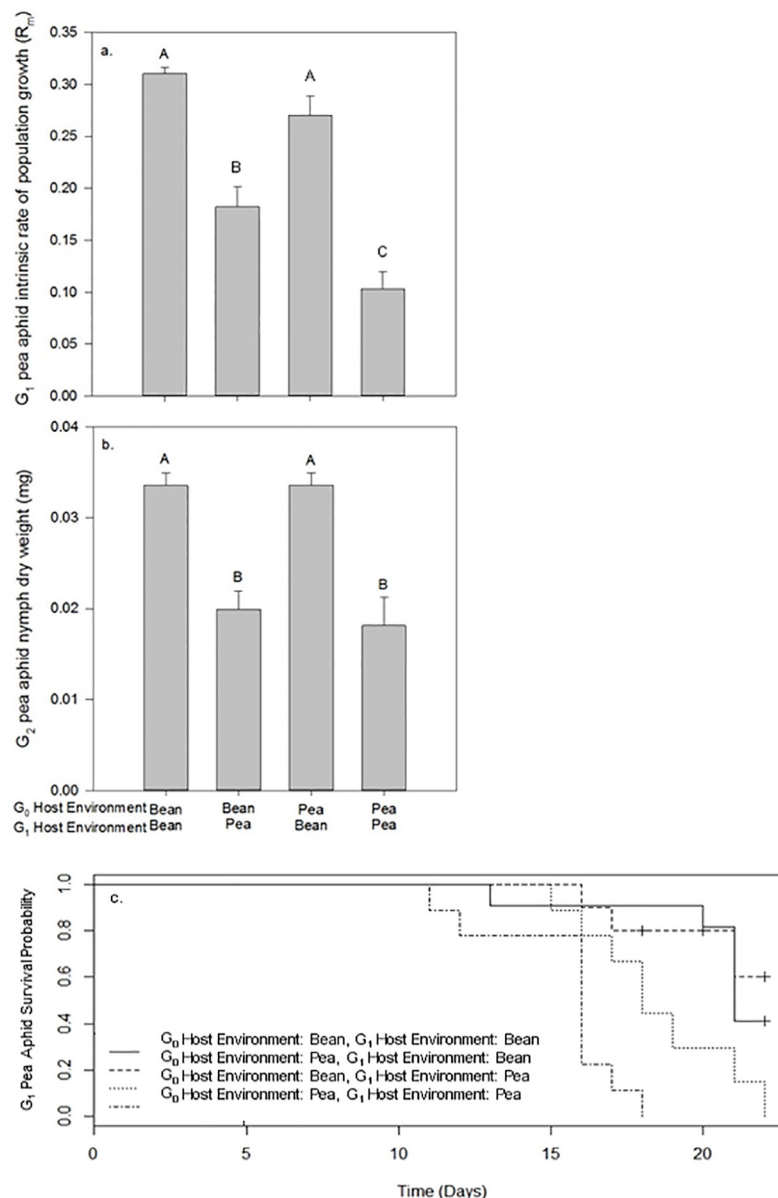 G1 pea aphid intrinsic rate of population growth (Rm)
0.35
0.30
0.25
0.20
0.15
0.10
0.05
0.00
a.
A
B
A
C
G2 pea aphid nymph dry weight (mg)
0.04
0.03
0.02
0.01
0.00
b.
A
B
A
B
G0 Host Environment Bean Bean Pea Pea
G1 Host Environment Bean Pea Bean Pea
G1 Pea Aphid Survival Probability
1.0
0.8
0.6
0.4
0.2
0.0
c.
G0 Host Environment: Bean, G1 Host Environment: Bean
G0 Host Environment: Pea, G1 Host Environment: Bean
G0 Host Environment: Bean, G1 Host Environment: Pea
G0 Host Environment: Pea, G1 Host Environment: Pea
0 5 10 15 20
Time (Days)